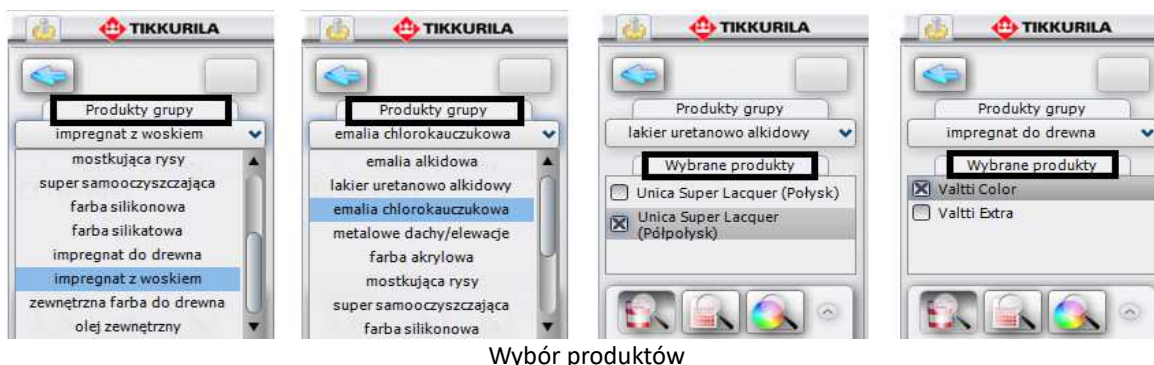 TIKKURILA
Produkty grupy
impregnat z woskiem
mostkująca rysy
super samooczyszczająca
farba silikonowa
farba silikatowa
impregnat do drewna
impregnat z woskiem
zewnętrzna farba do drewna
olej zewnętrzny
TIKKURILA
Produkty grupy
emalia chlorokauczukowa
emalia alkidowa
lakier uretanowo alkidowy
emalia chlorokauczukowa
metalowe dachy/elewacje
farba akrylowa
mostkująca rysy
super samooczyszczająca
farba silikonowa
TIKKURILA
Produkty grupy
lakier uretanowo alkidowy
Wybrane produkty
Unica Super Lacquer (Połysk)
Unica Super Lacquer
(Półpołysk)
TIKKURILA
Produkty grupy
impregnat do drewna
Wybrane produkty
Valtti Color
Valtti Extra
Wybór produktów